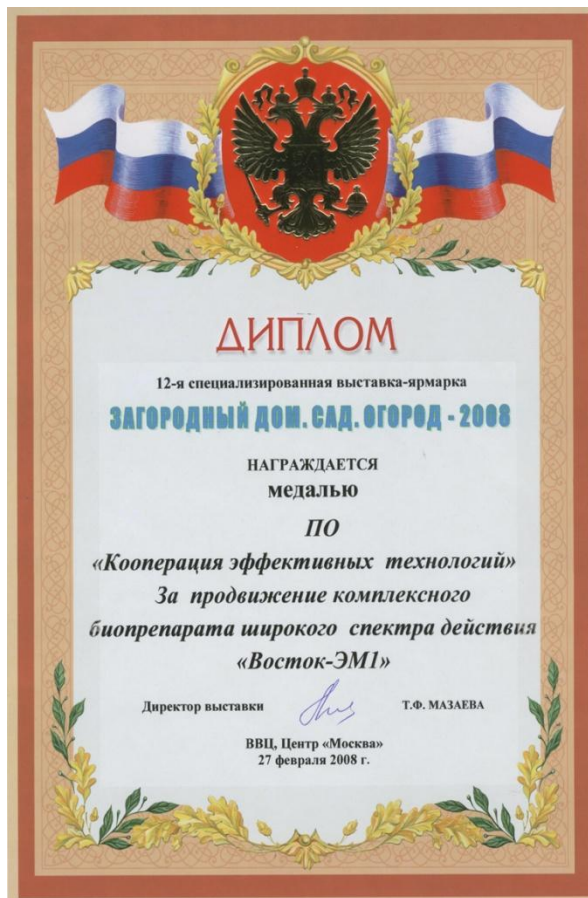 ДИПЛОМ
12-я специализированная выставка-ярмарка
ЗАГОРОДНЫЙ ДОМ. САД. ОГОРОД - 2008
НАГРАЖДАЕТСЯ
медалью
ПО
«Кооперация эффективных технологий»
За продвижение комплексного
биопрепарата широкого спектра действия
«Восток-ЭМ1»
Директор выставки Т.Ф. МАЗАЕВА
ВВЦ, Центр «Москва»
27 февраля 2008 г.